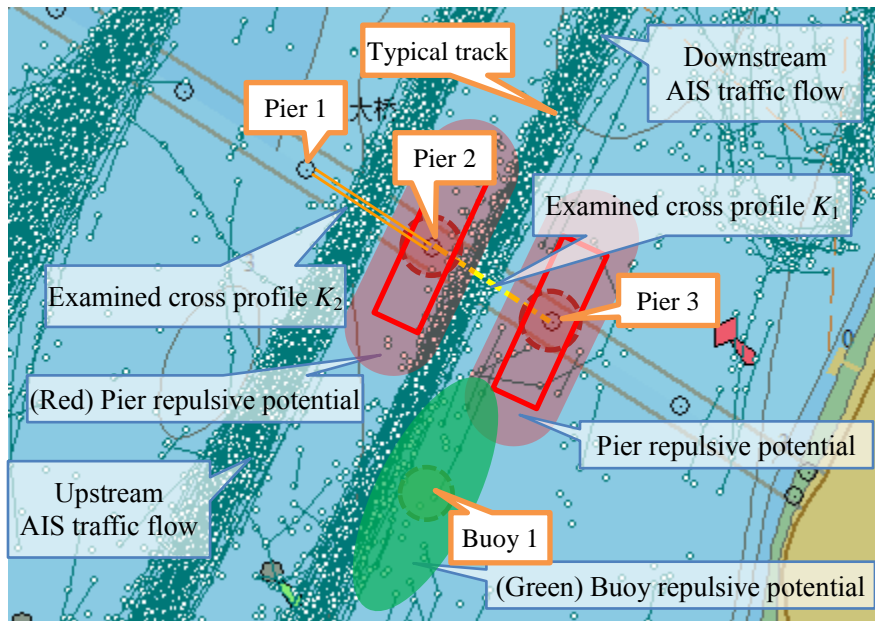 Typical track
Downstream
AIS traffic flow
Pier 1
大桥
Pier 2
Examined cross profile K₁
Examined cross profile K₂
Pier 3
0
(Red) Pier repulsive potential
Pier repulsive potential
Upstream
AIS traffic flow
Buoy 1
(Green) Buoy repulsive potential